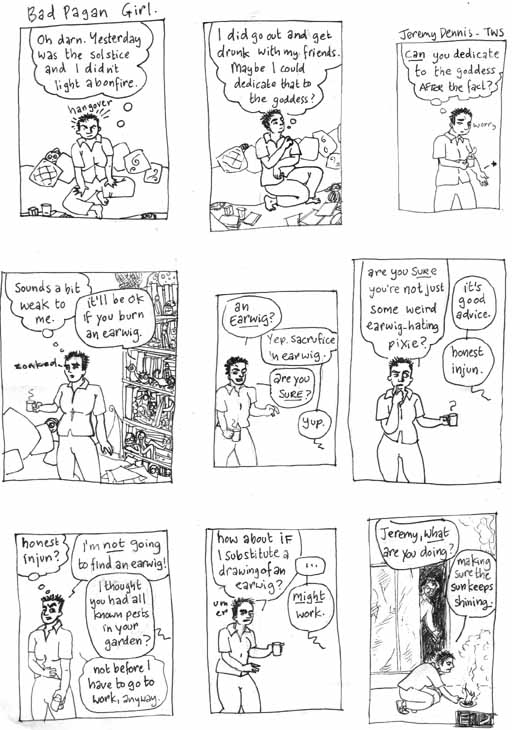 Bad Pagan Girl.
Oh darn. Yesterday
was the solstice
and I didn't
light a bonfire.
hangover
I did go out and get
drunk with my friends.
Maybe I could
dedicate that to
the goddess?
Jeremy Dennis - TWS
CAN you dedicate
to the goddess
AFTER the fact?
worry
Sounds a bit
weak to
me.
it'll be OK
if you burn
an earwig.
zonked.
an
Earwig?
Yep. Sacrifice
'n earwig.
are you
SURE?
yup.
are you SURE
you're not just
some weird
earwig-hating
pixie?
it's
good
advice.
honest
injun.
?
honest
injun?
I'm not going
to find an earwig!
I thought
you had all
known pests
in your
garden?
not before I
have to go to
work, anyway.
how about IF
I substitute a
drawing of an
earwig?
...
um
er
might
work.
Jeremy, what
are you doing?
making
sure the
sun keeps
shining.